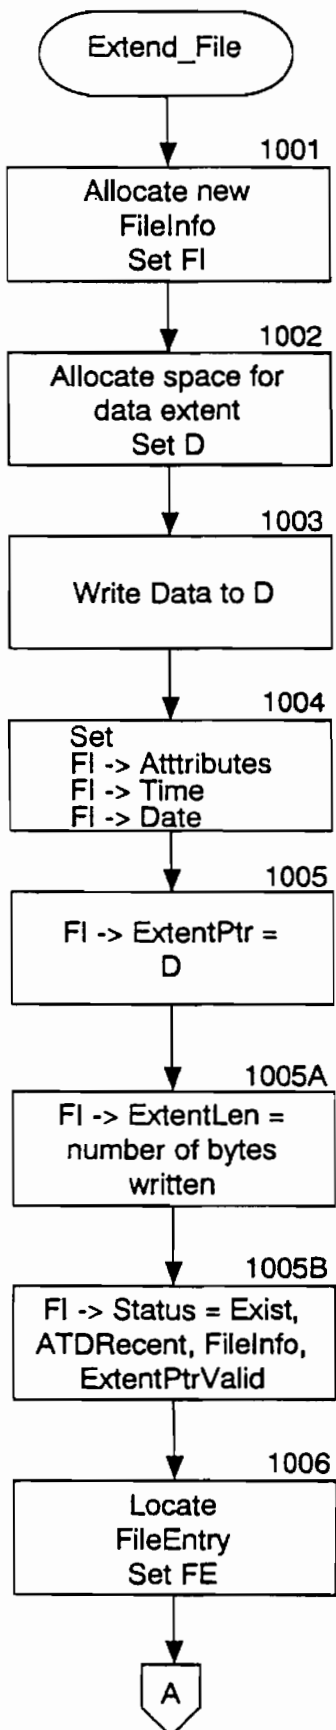 Extend_File
1001
Allocate new
FileInfo
Set FI
1002
Allocate space for
data extent
Set D
1003
Write Data to D
1004
Set
FI -> Atttributes
FI -> Time
FI -> Date
1005
FI -> ExtentPtr =
D
1005A
FI -> ExtentLen =
number of bytes
written
1005B
FI -> Status = Exist,
ATDRecent, FileInfo,
ExtentPtrValid
1006
Locate
FileEntry
Set FE
A